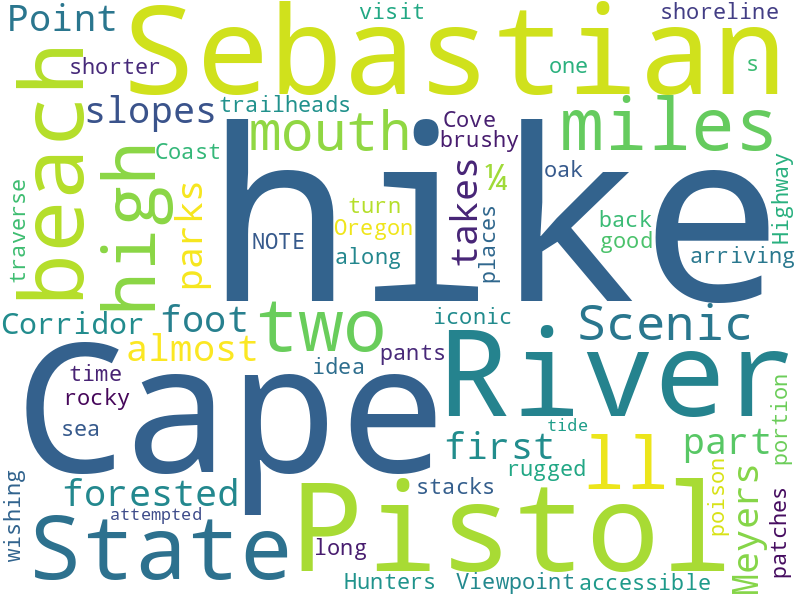 Point
Sebastian
visit
shoreline
shorter
one
s
beach
slopes
trailheads
mouth
Cove
brushy
miles
high
Coast
parks
hike
takes
¼
oak
Highway
traverse
NOTE
turn
Oregon
along
places
back
good
arriving
Corridor
foot
two
iconic
Scenic
almost
idea
pants
River
time
rocky
Cape
sea
tide
first
ll
part
portion
rugged
wishing
forested
stacks
poison
Meyers
patches
attempted
State
long
Pistol
Hunters
Viewpoint
accessible